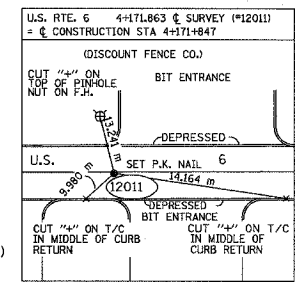 U.S. RTE. 6 4+171.863 ℄ SURVEY (#12011)
= ℄ CONSTRUCTION STA 4+171+847
(DISCOUNT FENCE CO.)
CUT "+" ON
TOP OF PINHOLE
NUT ON F.H.
BIT ENTRANCE
13.241 m
DEPRESSED
U.S. 6
SET P.K. NAIL
9.980 m
14.164 m
12011
DEPRESSED
BIT ENTRANCE
CUT "+" ON T/C
IN MIDDLE OF CURB
RETURN
CUT "+" ON T/C
IN MIDDLE OF
CURB RETURN
)